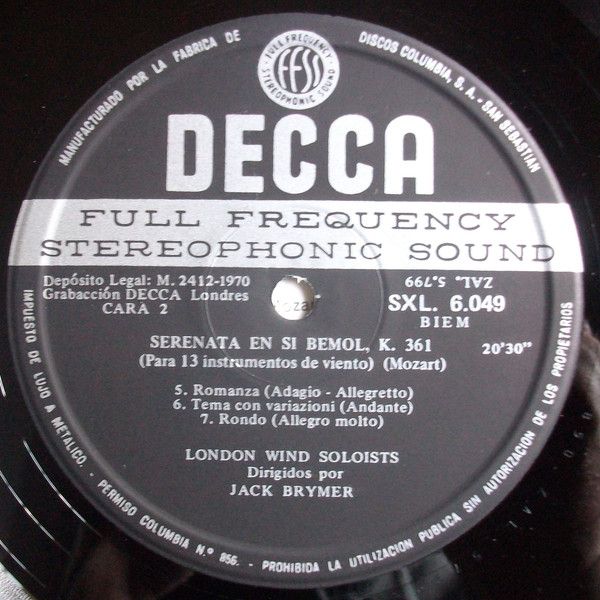 MANUFACTURADO POR LA FABRICA DE
DISCOS COLUMBIA, S. A. - SAN SEBASTIAN
FULL FREQUENCY
FFSS
STEREOPHONIC SOUND
DECCA
FULL FREQUENCY
STEREOPHONIC SOUND
Depósito Legal: M. 2412-1970
Grabacción DECCA Londres
CARA 2
ZAL. 5.799
SXL. 6.049
BIEM
SERENATA EN SI BEMOL, K. 361
20'30"
(Para 13 instrumentos de viento) (Mozart)
5. Romanza (Adagio - Allegretto)
6. Tema con variazioni (Andante)
7. Rondo (Allegro molto)
LONDON WIND SOLOISTS
Dirigidos por
JACK BRYMER
IMPUESTO DE LUJO A METALICO. - PERMISO COLUMBIA N.º 856. - PROHIBIDA LA UTILIZACION PUBLICA SIN AUTORIZACION DE LOS PROPIETARIOS